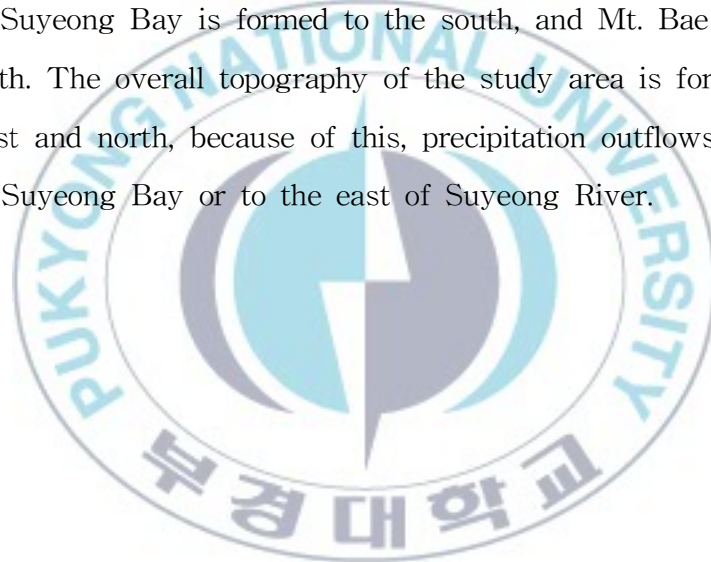 Suyeong Bay is formed to the south, and Mt. Bae
th. The overall topography of the study area is for
st and north, because of this, precipitation outflows
Suyeong Bay or to the east of Suyeong River.
PUKYONG NATIONAL UNIVERSITY
부경대학교